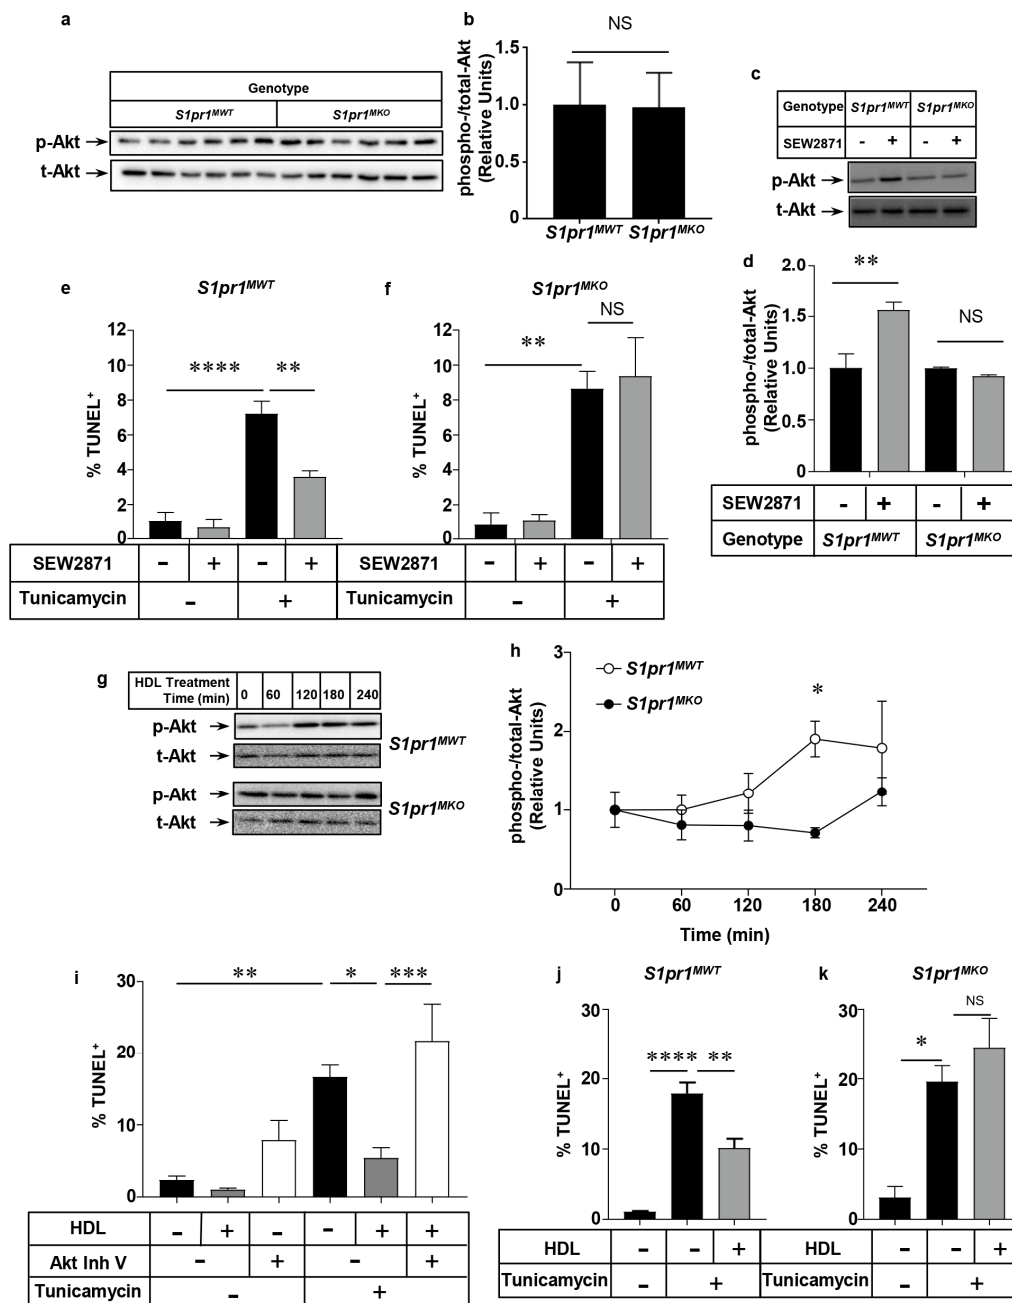 a
Genotype
S1pr1MWT S1pr1MKO
p-Akt
t-Akt
b
NS
phospho-/total-Akt
(Relative Units)
1.5
1.0
0.5
0
S1pr1MWT S1pr1MKO
c
Genotype S1pr1MWT S1pr1MKO
SEW2871 - + - +
p-Akt
t-Akt
d
phospho-/total-Akt
(Relative Units)
2.0
1.5
1.0
0.5
0
** NS
SEW2871 - + - +
Genotype S1pr1MWT S1pr1MKO
e
S1pr1MWT
% TUNEL+
12
10
8
6
4
2
0
**** **
SEW2871 - + - +
Tunicamycin - +
f
S1pr1MKO
% TUNEL+
12
10
8
6
4
2
0
** NS
SEW2871 - + - +
Tunicamycin - +
g
HDL Treatment
Time (min) 0 60 120 180 240
p-Akt
t-Akt
S1pr1MWT
p-Akt
t-Akt
S1pr1MKO
h
phospho-/total-Akt
(Relative Units)
3
2
1
0
S1pr1MWT
S1pr1MKO
*
0 60 120 180 240
Time (min)
i
% TUNEL+
30
20
10
0
** * ***
HDL - + - - + +
Akt Inh V - + - +
Tunicamycin - +
j
S1pr1MWT
% TUNEL+
30
20
10
0
**** **
HDL - - +
Tunicamycin - +
k
S1pr1MKO
% TUNEL+
30
20
10
0
* NS
HDL - - +
Tunicamycin - +